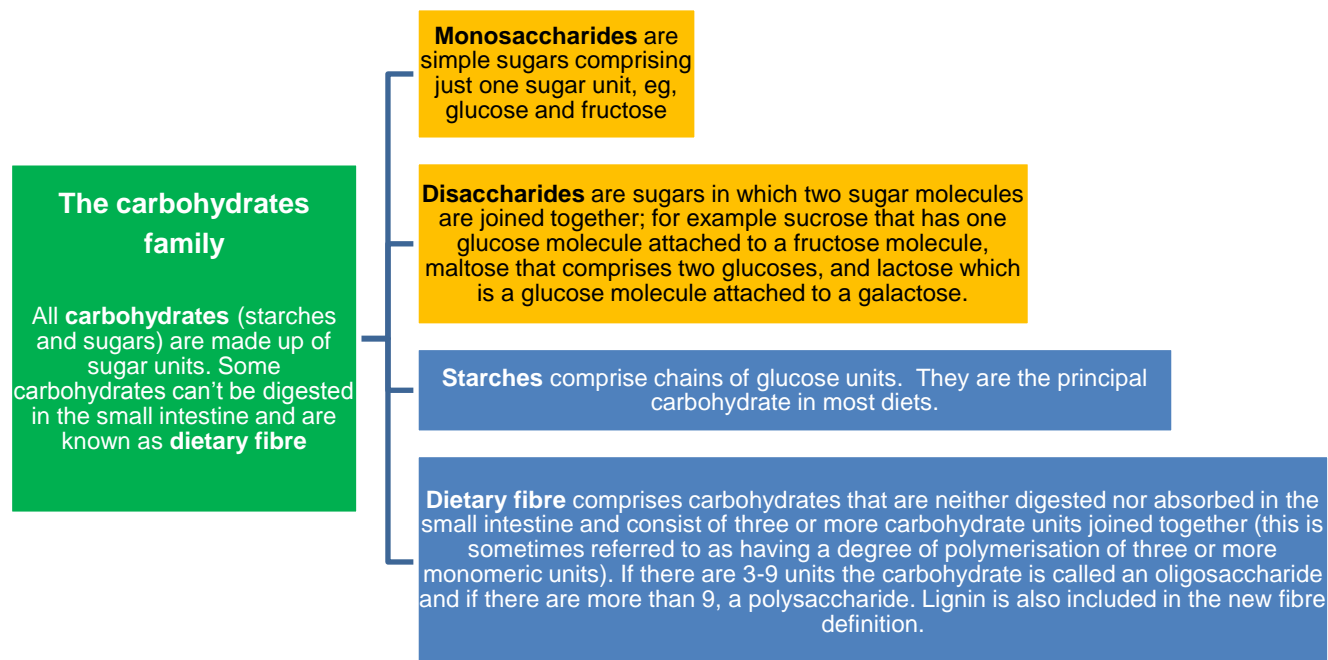 The carbohydrates
family
All carbohydrates (starches
and sugars) are made up of
sugar units. Some
carbohydrates can’t be digested
in the small intestine and are
known as dietary fibre
Monosaccharides are
simple sugars comprising
just one sugar unit, eg,
glucose and fructose
Disaccharides are sugars in which two sugar molecules
are joined together; for example sucrose that has one
glucose molecule attached to a fructose molecule,
maltose that comprises two glucoses, and lactose which
is a glucose molecule attached to a galactose.
Starches comprise chains of glucose units.  They are the principal
carbohydrate in most diets.
Dietary fibre comprises carbohydrates that are neither digested nor absorbed in the
small intestine and consist of three or more carbohydrate units joined together (this is
sometimes referred to as having a degree of polymerisation of three or more
monomeric units). If there are 3-9 units the carbohydrate is called an oligosaccharide
and if there are more than 9, a polysaccharide. Lignin is also included in the new fibre
definition.